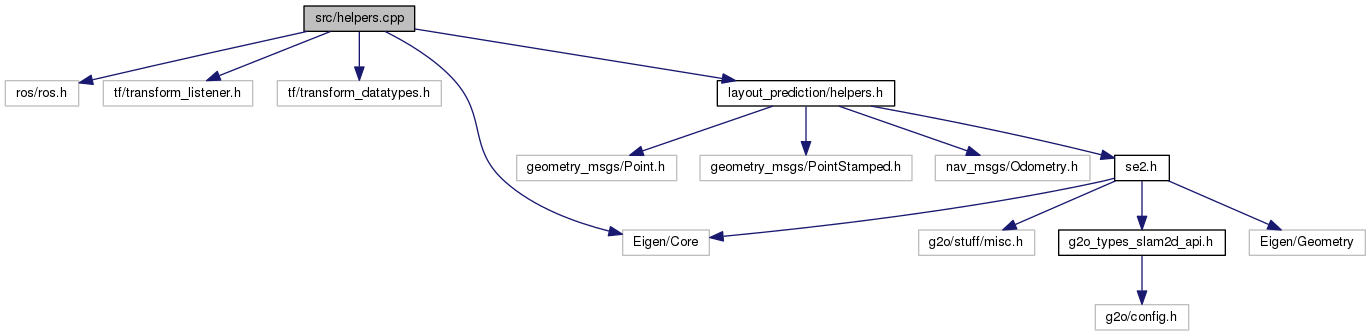 src/helpers.cpp
ros/ros.h
tf/transform_listener.h
tf/transform_datatypes.h
layout_prediction/helpers.h
geometry_msgs/Point.h
geometry_msgs/PointStamped.h
nav_msgs/Odometry.h
se2.h
Eigen/Core
g2o/stuff/misc.h
g2o_types_slam2d_api.h
Eigen/Geometry
g2o/config.h